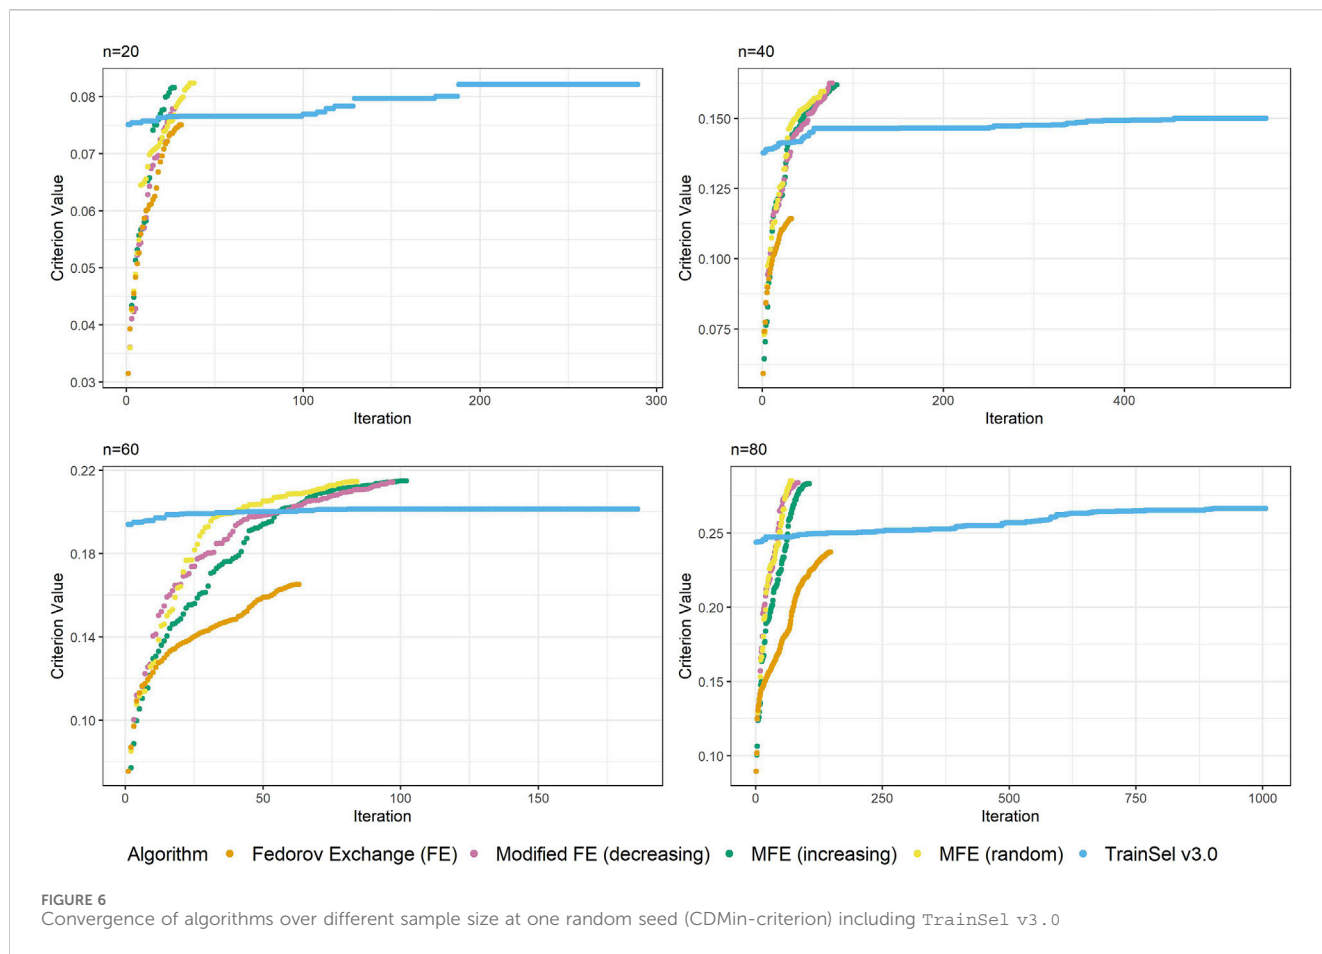 n=20
n=40
0.08
0.07
0.06
0.05
0.04
0.03
Criterion Value
0
100
200
300
Iteration
0.150
0.125
0.100
0.075
Criterion Value
0
200
400
Iteration
n=60
n=80
0.22
0.18
0.14
0.10
Criterion Value
0
50
100
150
Iteration
0.25
0.20
0.15
0.10
Criterion Value
0
250
500
750
1000
Iteration
Algorithm Fedorov Exchange (FE) Modified FE (decreasing) MFE (increasing) MFE (random) TrainSel v3.0
FIGURE 6
Convergence of algorithms over different sample size at one random seed (CDMin-criterion) including TrainSel v3.0